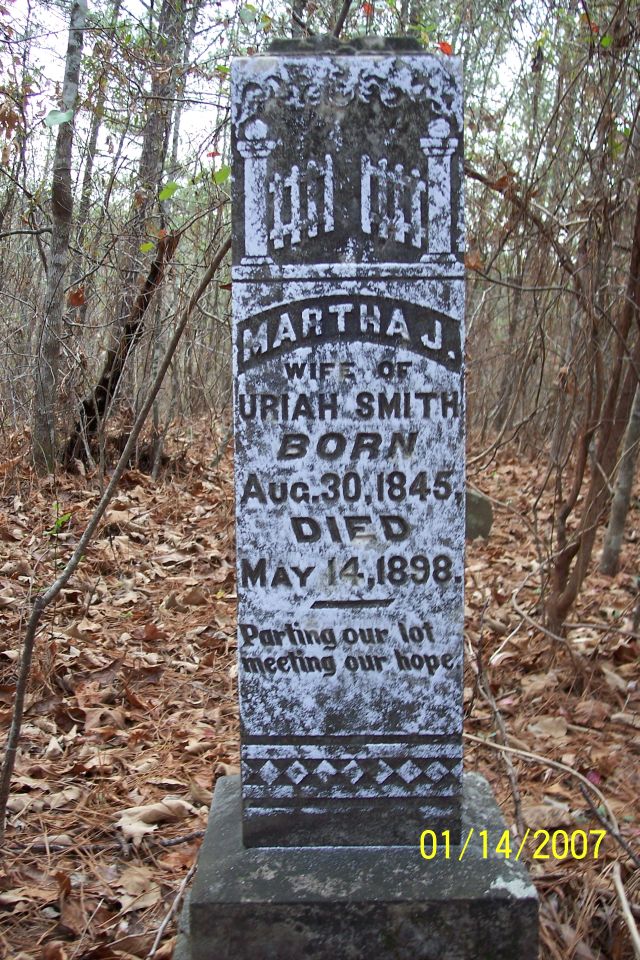 MARTHA J.
WIFE OF
URIAH SMITH
BORN
AUG. 30, 1845,
DIED
MAY 14, 1898.
Parting our lot
meeting our hope.
01/14/2007